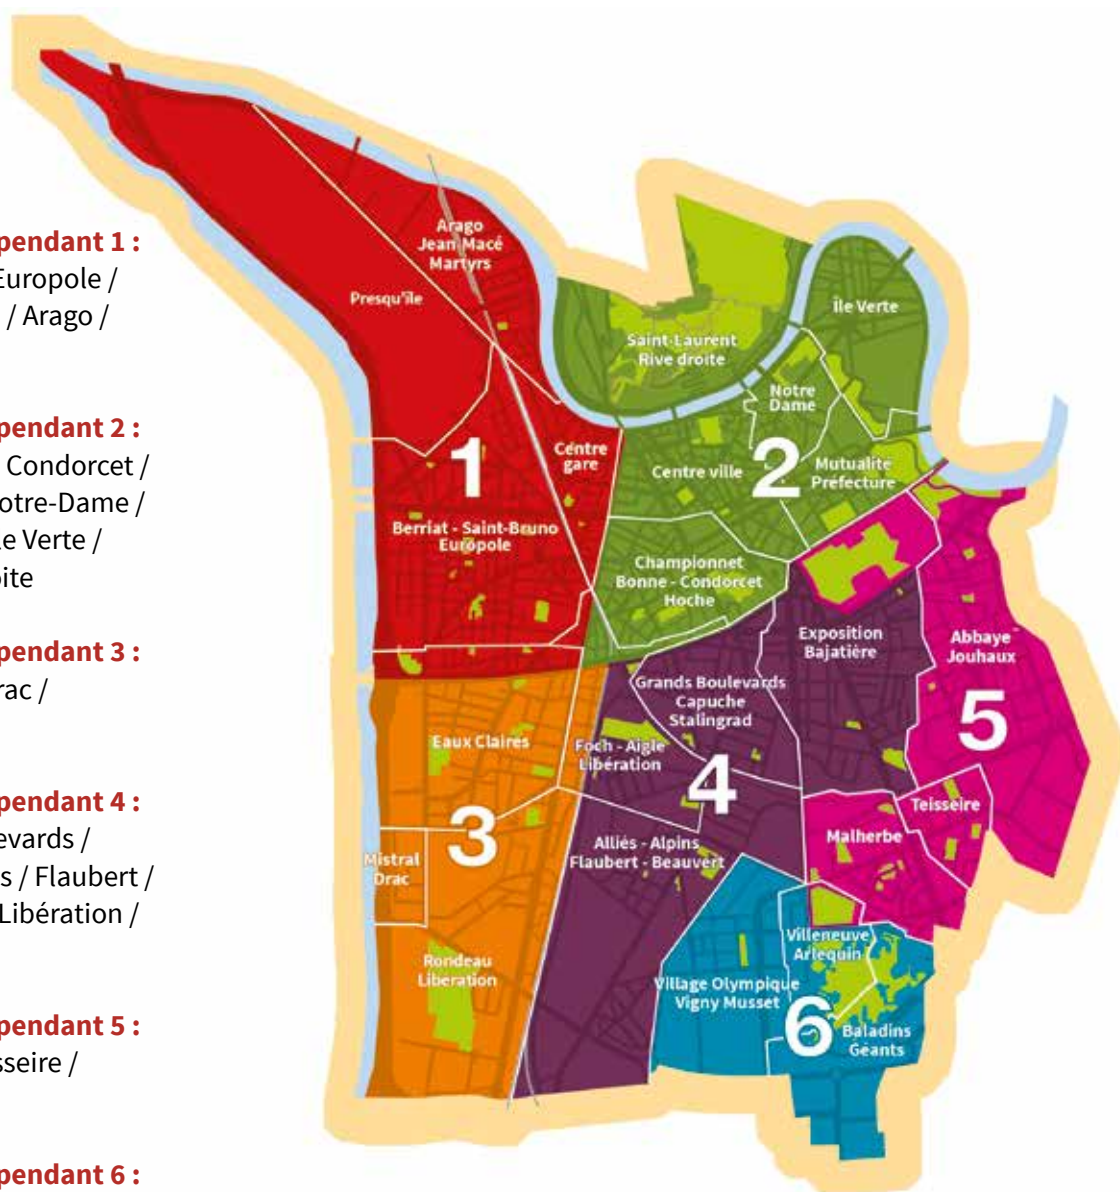 pendant 1 :
Europole /
/ Arago /
pendant 2 :
Condorcet /
otre-Dame /
le Verte /
oite
pendant 3 :
rac /
pendant 4 :
evards /
s / Flaubert /
Libération /
pendant 5 :
sseire /
pendant 6 :
Arago
Jean Macé
Martyrs
Presqu'île
Île Verte
Saint-Laurent
Rive droite
Notre
Dame
1
Centre
gare
2
Centre ville
Mutualité
Préfecture
Berriat - Saint-Bruno
Europole
Championnet
Bonne - Condorcet
Hoche
Exposition
Bajatière
Abbaye
Jouhaux
5
Grands Boulevards
Capuche
Stalingrad
Eaux Claires
Foch - Aigle
Libération
4
3
Teisseire
Malherbe
Alliés - Alpins
Flaubert - Beauvert
Mistral
Drac
Villeneuve
Arlequin
Rondeau
Liberation
Village Olympique
Vigny Musset
6
Baladins
Géants